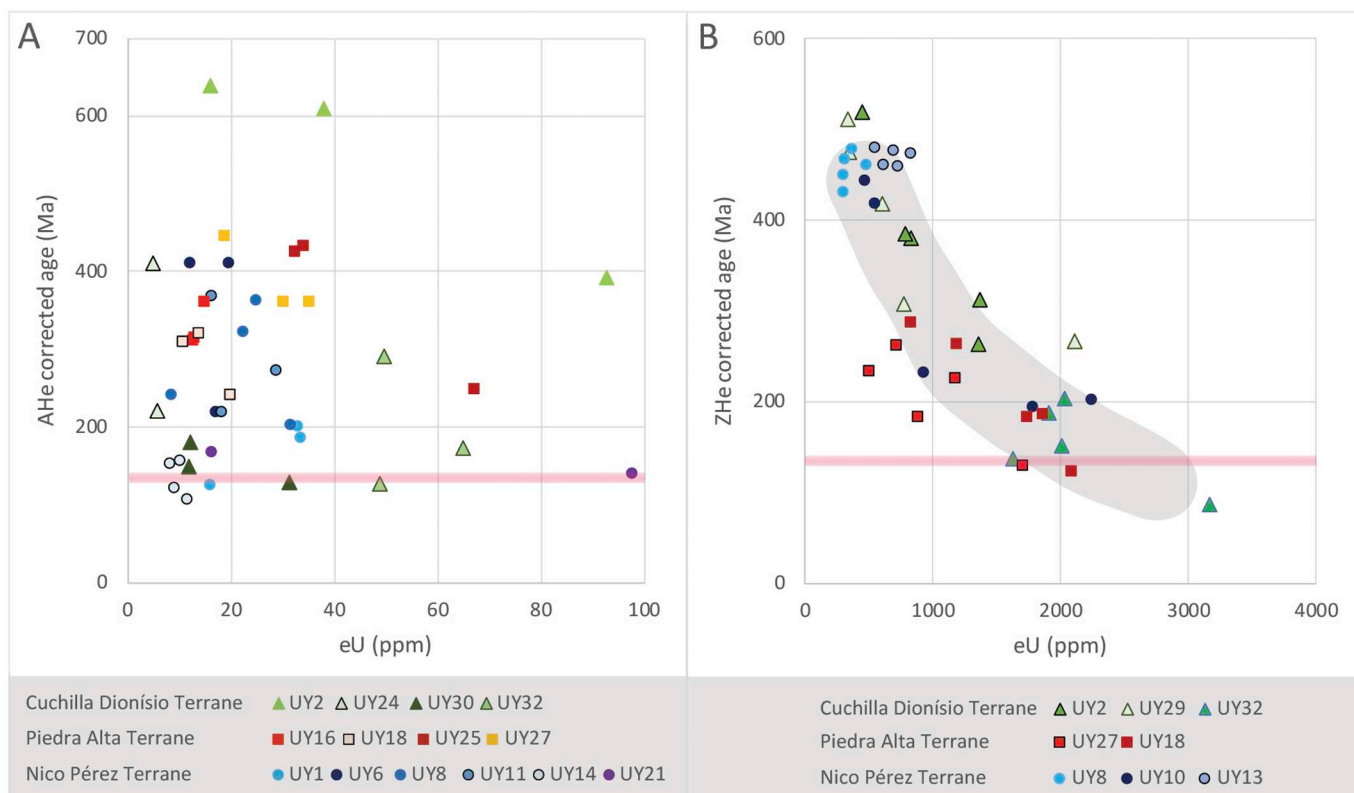 A
AHe corrected age (Ma)
700
600
400
200
0
0 20 40 60 80 100
eU (ppm)
Cuchilla Dionísio Terrane UY2 UY24 UY30 UY32
Piedra Alta Terrane UY16 UY18 UY25 UY27
Nico Pérez Terrane UY1 UY6 UY8 UY11 UY14 UY21
B
ZHe corrected age (Ma)
600
400
200
0
0 1000 2000 3000 4000
eU (ppm)
Cuchilla Dionísio Terrane UY2 UY29 UY32
Piedra Alta Terrane UY27 UY18
Nico Pérez Terrane UY8 UY10 UY13